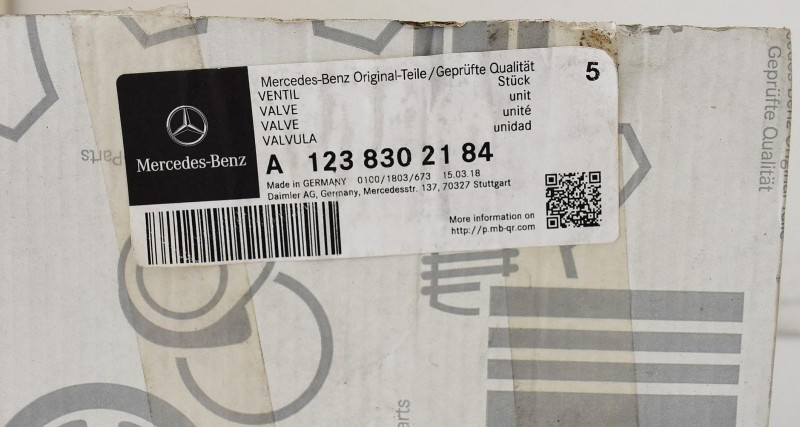 Mercedes-Benz Original-Teile/Geprüfte Qualität
VENTIL Stück 5
VALVE unit
VALVE unité
VALVULA unidad
Mercedes-Benz
A 123 830 21 84
Made in GERMANY 0100/1803/673 15.03.18
Daimler AG, Germany, Mercedesstr. 137, 70327 Stuttgart
More information on
http://p.mb-qr.com
Parts
Geprüfte Qualität
arts